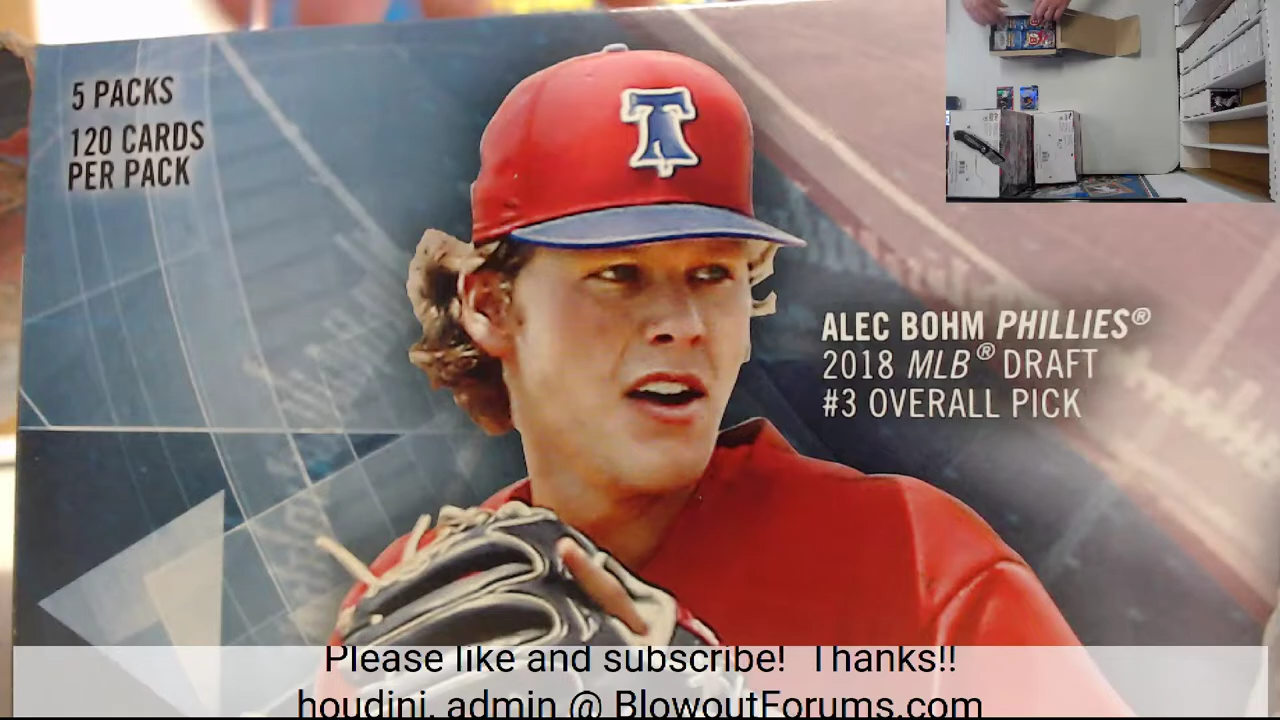 5 PACKS
120 CARDS
PER PACK
T
ALEC BOHM PHILLIES®
2018 MLB® DRAFT
#3 OVERALL PICK
Please like and subscribe! Thanks!!
houdini, admin @ BlowoutForums.com